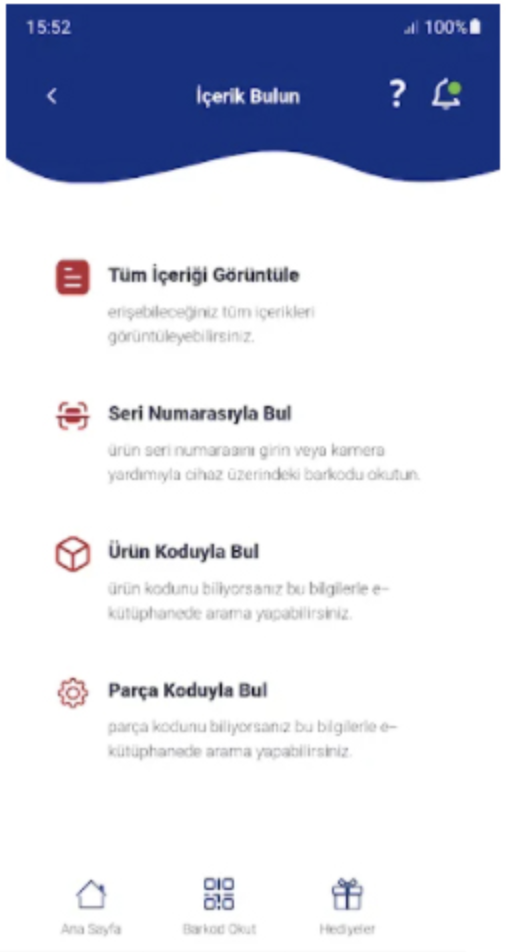 15:52
100%
İçerik Bulun
?
Tüm İçeriği Görüntüle
erişebileceğiniz tüm içerikleri
görüntüleyebilirsiniz.
Seri Numarasıyla Bul
ürün seri numarasını girin veya kamera
yardımıyla cihaz üzerindeki barkodu okutun.
Ürün Koduyla Bul
ürün kodunu biliyorsanız bu bilgilerle e-
kütüphanede arama yapabilirsiniz.
Parça Koduyla Bul
parça kodunu biliyorsanız bu bilgilerle e-
kütüphanede arama yapabilirsiniz.
Ana Sayfa
Barkod Okut
Hediyeler